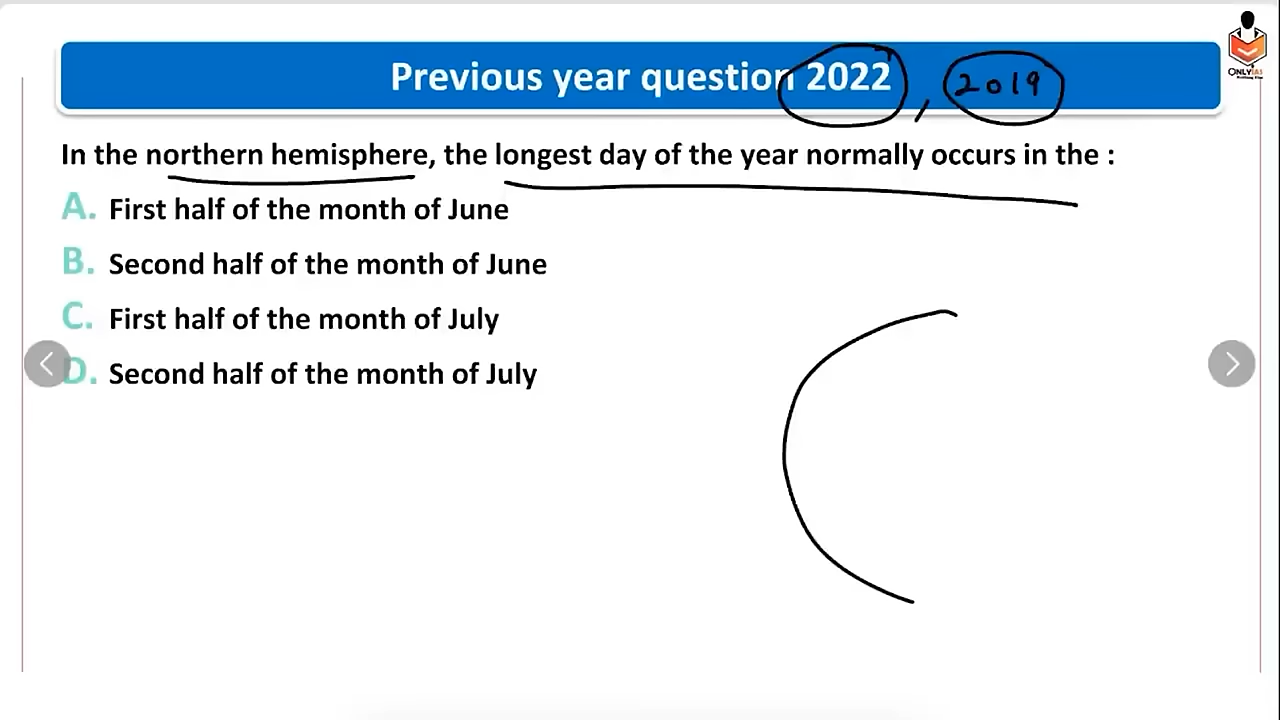 Previous year question 2022 , 2019
ONLYIAS
In the northern hemisphere, the longest day of the year normally occurs in the :
A. First half of the month of June
B. Second half of the month of June
C. First half of the month of July
D. Second half of the month of July